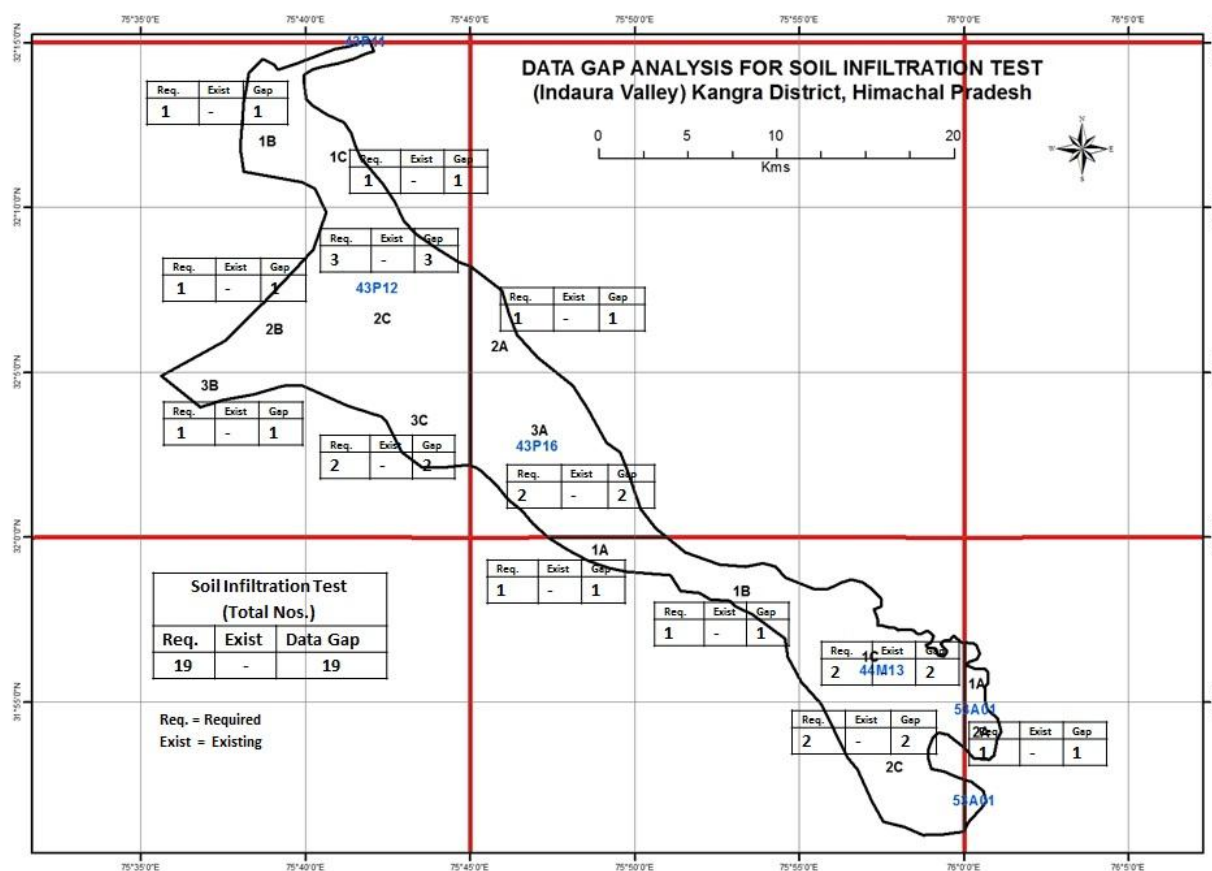 75°35'0"E 75°40'0"E 75°45'0"E 75°50'0"E 75°55'0"E 76°0'0"E 76°5'0"E
32°15'0"N
43P11
DATA GAP ANALYSIS FOR SOIL INFILTRATION TEST
(Indaura Valley) Kangra District, Himachal Pradesh
0 5 10 20
Kms
N
W E
S
Req. Exist Gap
1 - 1
1B
1C
Req. Exist Gap
1 - 1
32°10'0"N
Req. Exist Gap
3 - 3
43P12
2C
Req. Exist Gap
1 - 1
2B
Req. Exist Gap
1 - 1
2A
32°5'0"N
3B
Req. Exist Gap
1 - 1
3C
Req. Exist Gap
2 - 2
3A
43P16
Req. Exist Gap
2 - 2
32°0'0"N
1A
Req. Exist Gap
1 - 1
1B
Req. Exist Gap
1 - 1
Soil Infiltration Test
(Total Nos.)
Req. Exist Data Gap
19 - 19
Req. = Required
Exist = Existing
Req. Exist Gap
1C
2 2
44M13
1A
31°55'0"N
53A01
Req. Exist Gap
2 - 2
2C
2A
Req. Exist Gap
1 - 1
53A01
75°35'0"E 75°40'0"E 75°45'0"E 75°50'0"E 75°55'0"E 76°0'0"E 76°5'0"E